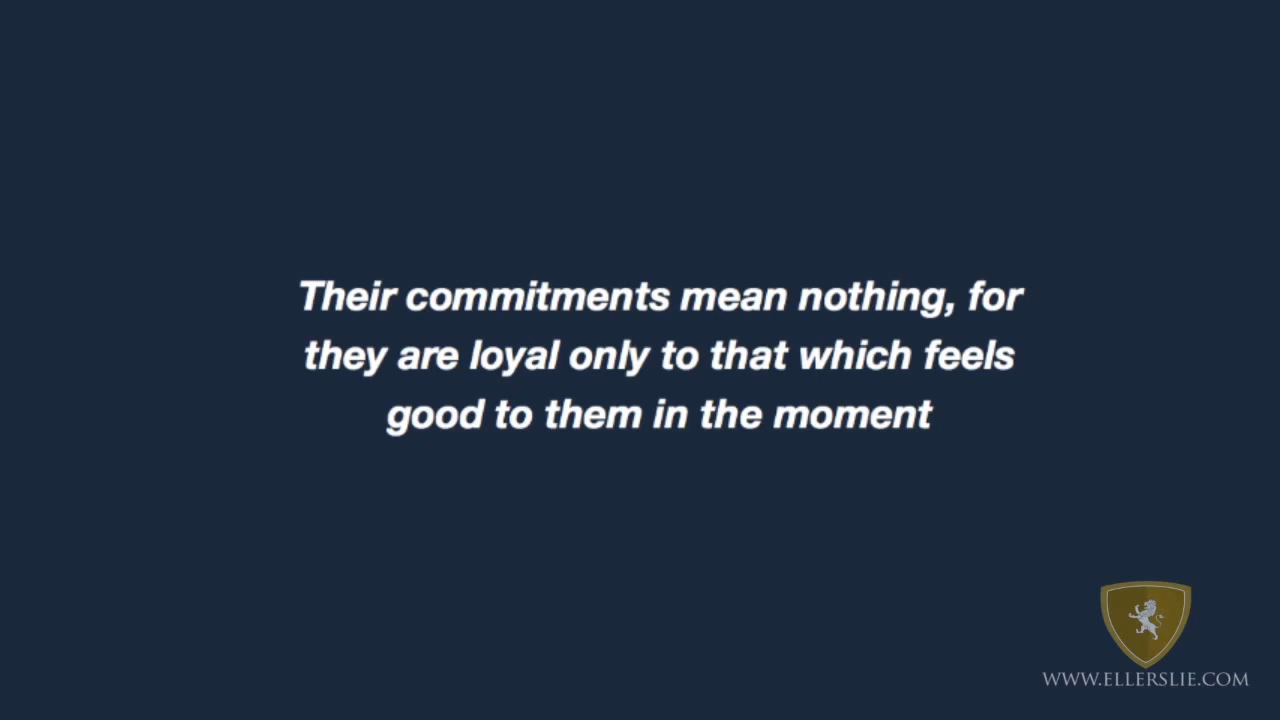 Their commitments mean nothing, for
they are loyal only to that which feels
good to them in the moment
WWW.ELLERSLIE.COM